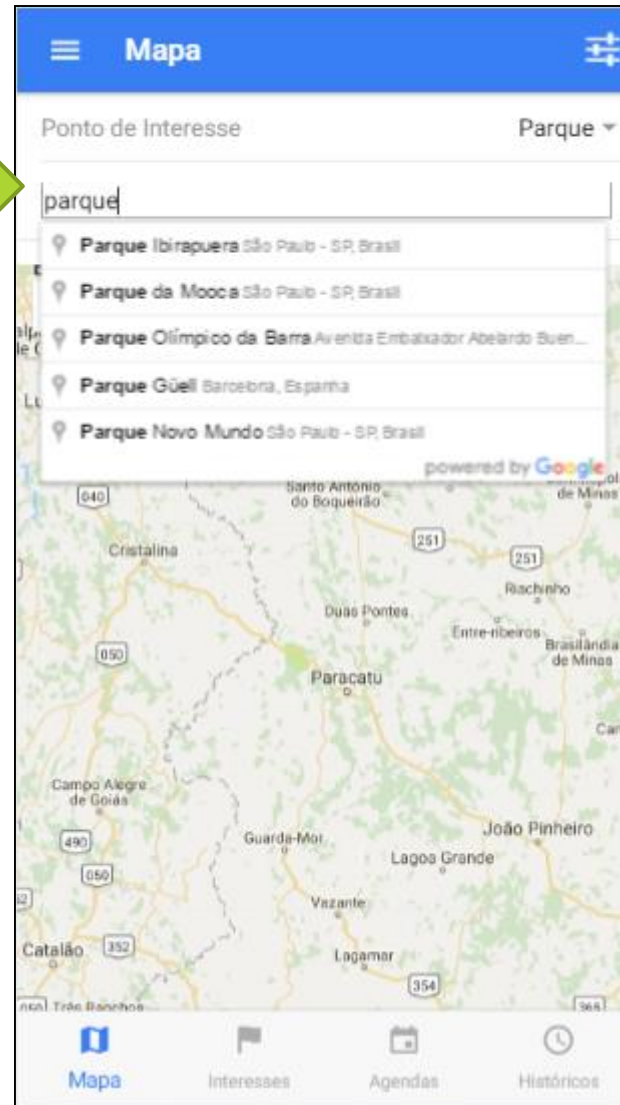 Mapa
Ponto de Interesse Parque
parque
Parque Ibirapuera São Paulo - SP, Brasil
Parque da Mooca São Paulo - SP, Brasil
Parque Olímpico da Barra Avenida Embaixador Abelardo Buen...
Parque Güell Barcelona, Espanha
Parque Novo Mundo São Paulo - SP, Brasil
powered by Google
040
Santo Antônio do Boqueirão
de Minas
Cristalina
251
251
Riachinho
Duas Pontes
Entre-ribeiros
Brasilândia de Minas
050
Paracatu
Campo Alegre de Goiás
490
Guarda-Mor
João Pinheiro
Lagoa Grande
050
Vazante
Catalão
352
Lagamar
354
050
Três Ranchos
365
Mapa Interesses Agendas Históricos